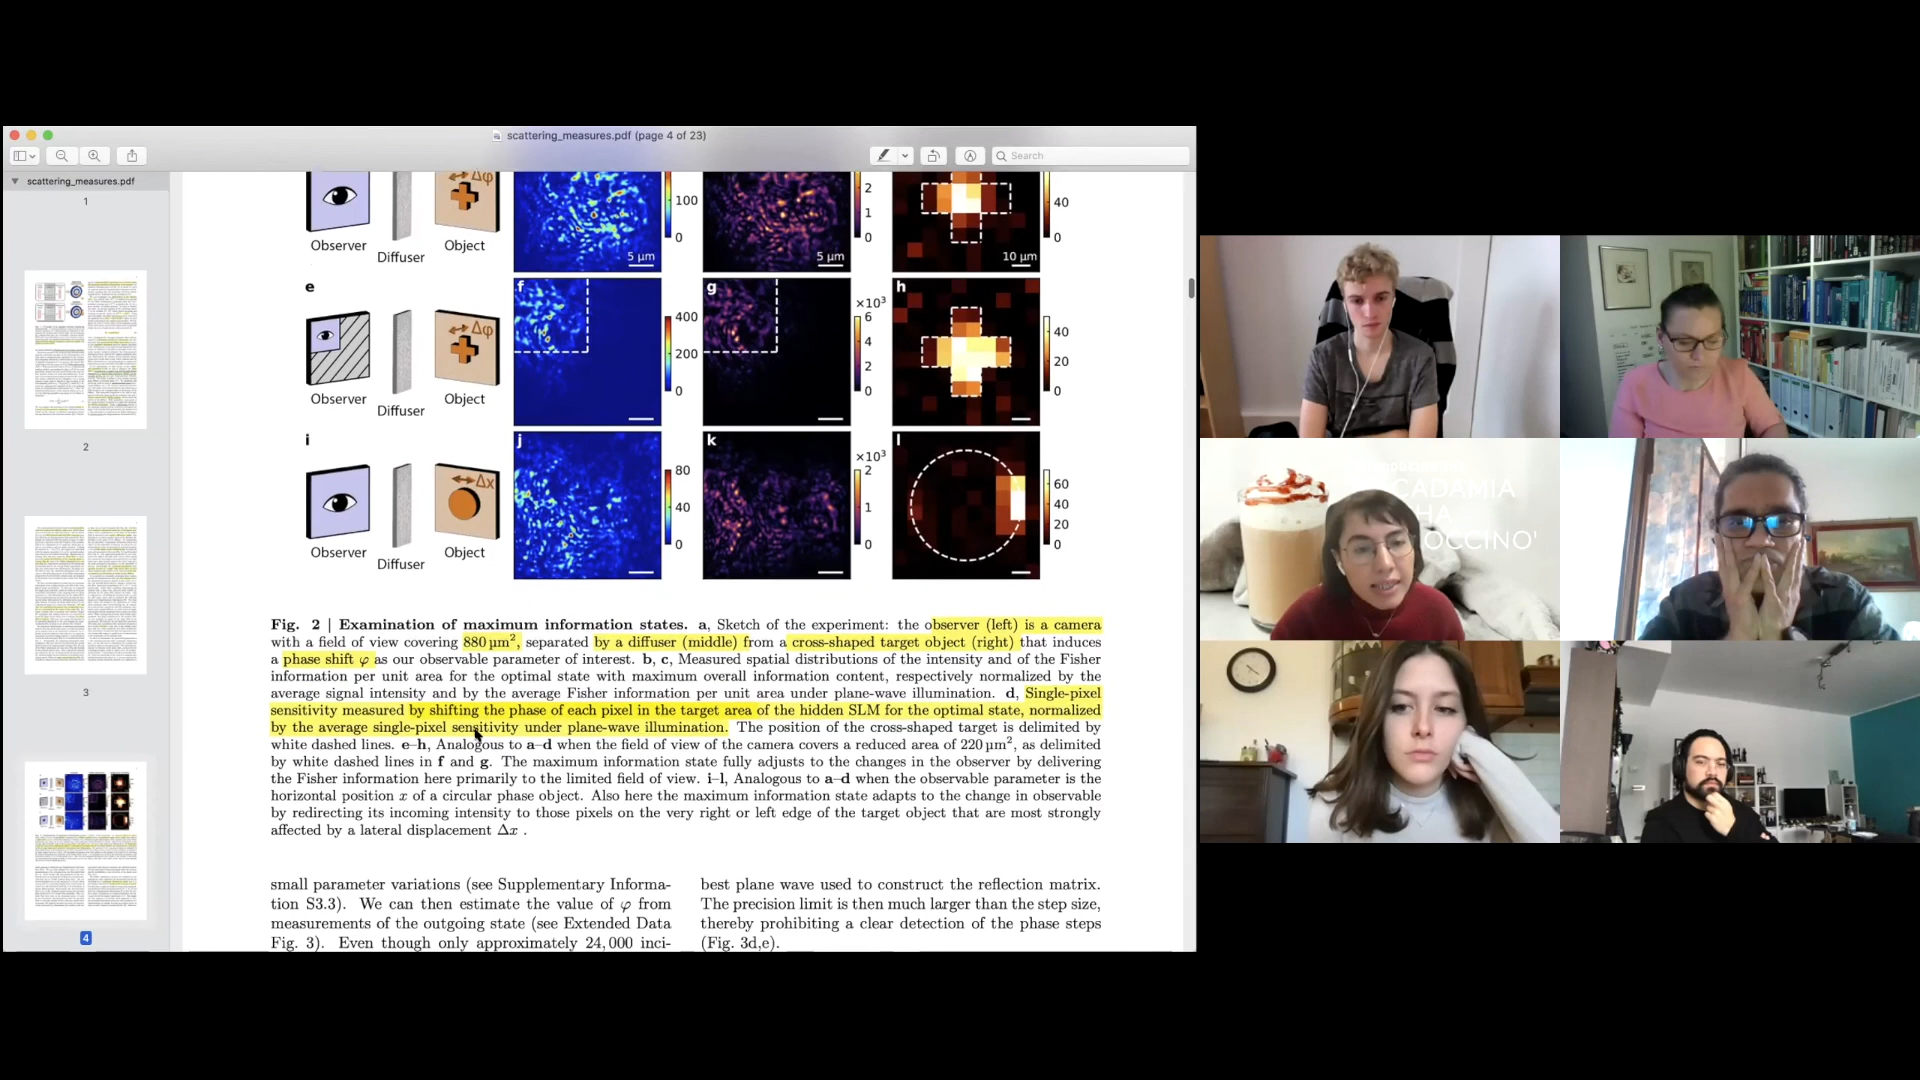 scattering_measures.pdf (page 4 of 23)
Search
scattering_measures.pdf
1
2
3
4
Observer
Diffuser
Object
Δφ
100
0
5 μm
2
1
0
5 μm
40
0
10 μm
e
Observer
Diffuser
Object
Δφ
f
400
200
0
g
×10³
6
4
2
0
h
40
20
0
i
Observer
Diffuser
Object
Δx
j
80
40
0
k
×10³
2
1
0
l
60
40
20
0
Fig. 2 | Examination of maximum information states. a, Sketch of the experiment: the observer (left) is a camera
with a field of view covering 880 μm², separated by a diffuser (middle) from a cross-shaped target object (right) that induces
a phase shift φ as our observable parameter of interest. b, c, Measured spatial distributions of the intensity and of the Fisher
information per unit area for the optimal state with maximum overall information content, respectively normalized by the
average signal intensity and by the average Fisher information per unit area under plane-wave illumination. d, Single-pixel
sensitivity measured by shifting the phase of each pixel in the target area of the hidden SLM for the optimal state, normalized
by the average single-pixel sensitivity under plane-wave illumination. The position of the cross-shaped target is delimited by
white dashed lines. e–h, Analogous to a–d when the field of view of the camera covers a reduced area of 220 μm², as delimited
by white dashed lines in f and g. The maximum information state fully adjusts to the changes in the observer by delivering
the Fisher information here primarily to the limited field of view. i–l, Analogous to a–d when the observable parameter is the
horizontal position x of a circular phase object. Also here the maximum information state adapts to the change in observable
by redirecting its incoming intensity to those pixels on the very right or left edge of the target object that are most strongly
affected by a lateral displacement Δx .
small parameter variations (see Supplementary Informa-
tion S3.3). We can then estimate the value of φ from
measurements of the outgoing state (see Extended Data
Fig. 3). Even though only approximately 24,000 inci-
best plane wave used to construct the reflection matrix.
The precision limit is then much larger than the step size,
thereby prohibiting a clear detection of the phase steps
(Fig. 3d,e).
CADAMIA
HA
OCCINO'